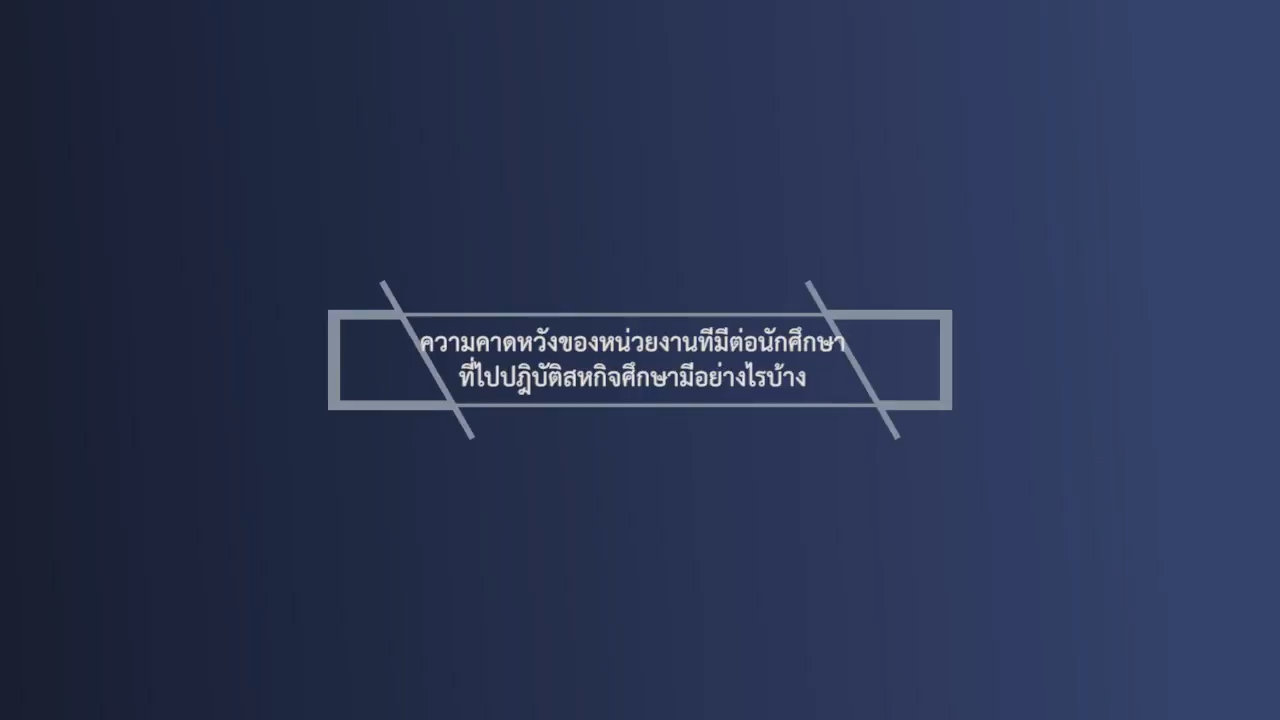 ความคาดหวังของหน่วยงานที่มีต่อนักศึกษา
ที่ไปปฎิบัติสหกิจศึกษามีอย่างไรบ้าง